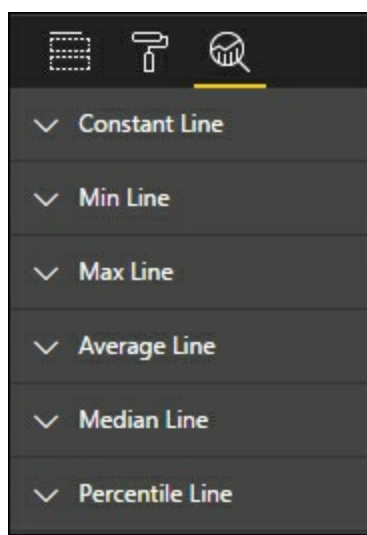 Constant Line
Min Line
Max Line
Average Line
Median Line
Percentile Line